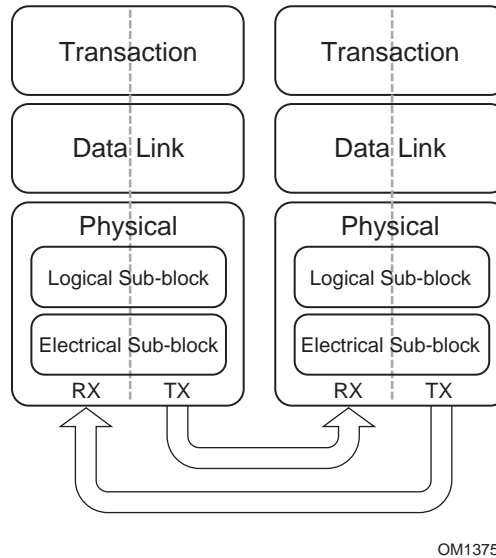 Transaction
Data Link
Physical
Logical Sub-block
Electrical Sub-block
RX TX
Transaction
Data Link
Physical
Logical Sub-block
Electrical Sub-block
RX TX
OM1375